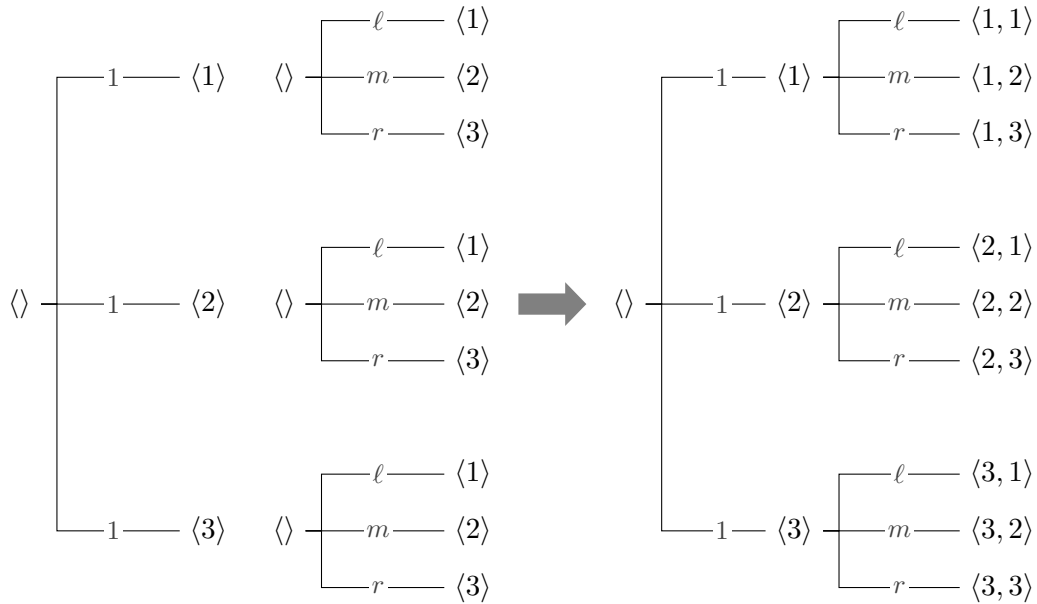 ℓ ⟨1⟩ ℓ ⟨1, 1⟩
1 ⟨1⟩ ⟨⟩ m ⟨2⟩ 1 ⟨1⟩ m ⟨1, 2⟩
r ⟨3⟩ r ⟨1, 3⟩
ℓ ⟨1⟩ ℓ ⟨2, 1⟩
⟨⟩ 1 ⟨2⟩ ⟨⟩ m ⟨2⟩ ⟨⟩ 1 ⟨2⟩ m ⟨2, 2⟩
r ⟨3⟩ r ⟨2, 3⟩
ℓ ⟨1⟩ ℓ ⟨3, 1⟩
1 ⟨3⟩ ⟨⟩ m ⟨2⟩ 1 ⟨3⟩ m ⟨3, 2⟩
r ⟨3⟩ r ⟨3, 3⟩